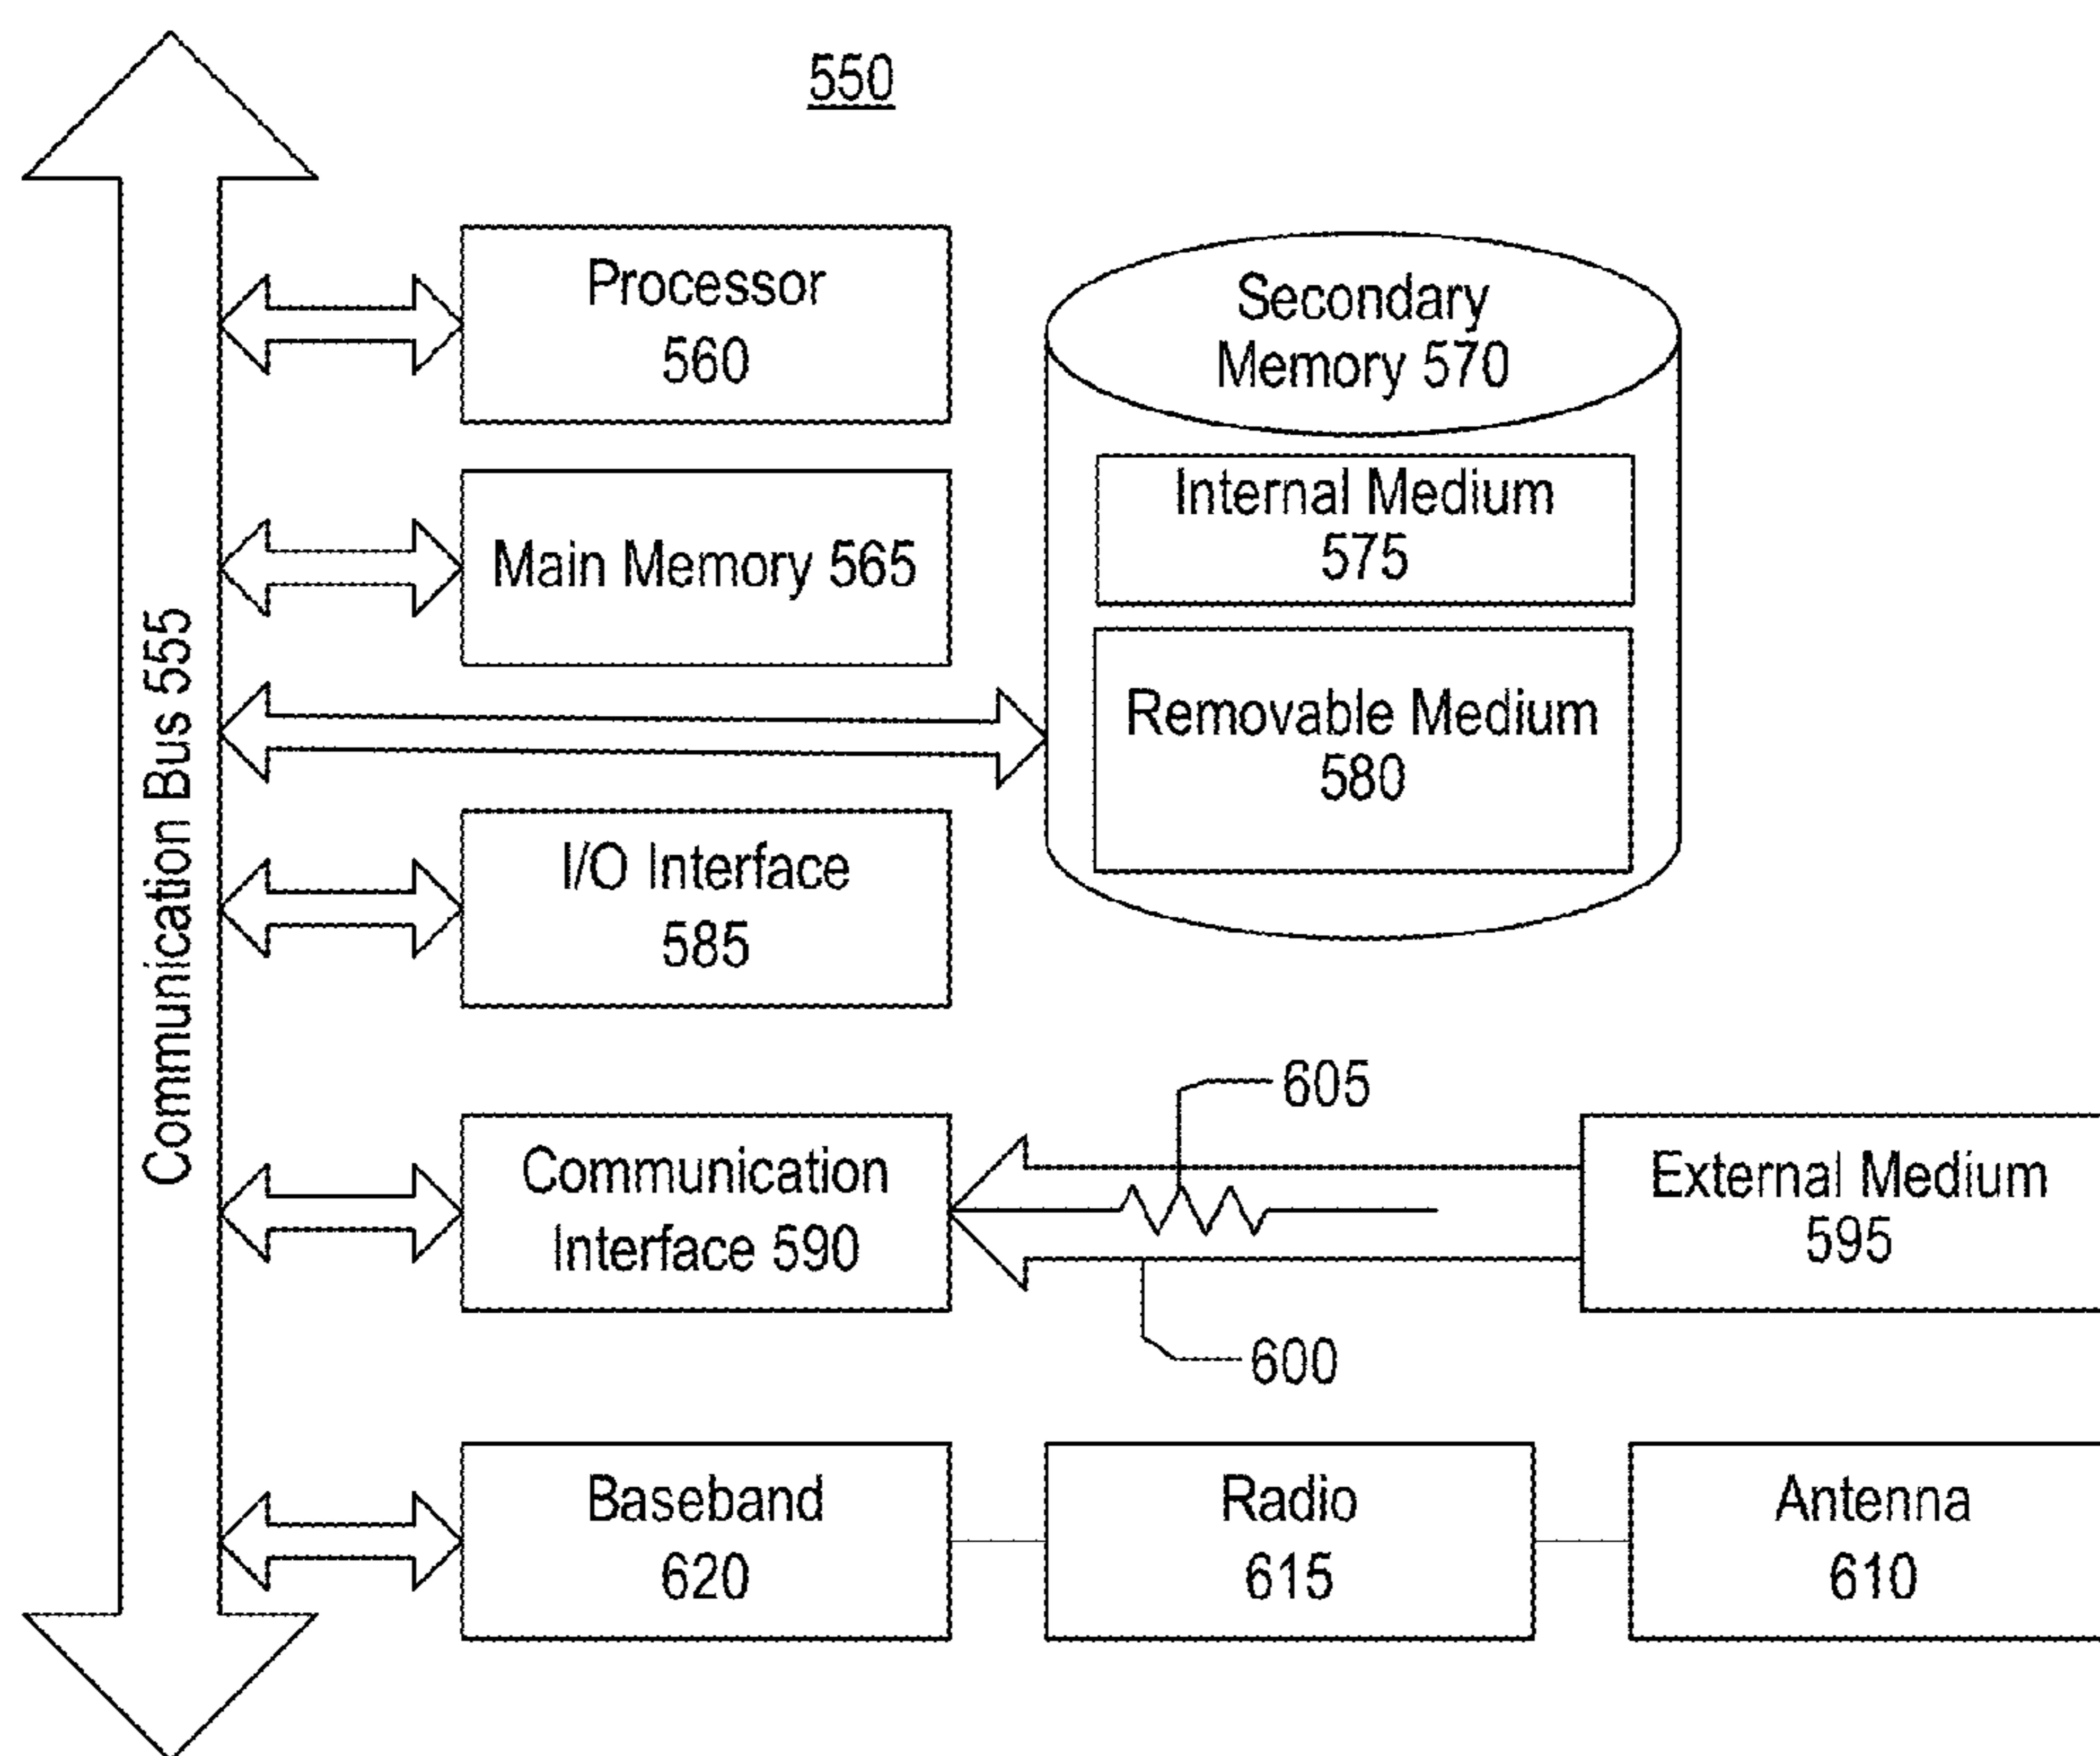 550
Communication Bus 555
Processor
560
Main Memory 565
Secondary
Memory 570
Internal Medium
575
Removable Medium
580
I/O Interface
585
Communication
Interface 590
605
600
External Medium
595
Baseband
620
Radio
615
Antenna
610